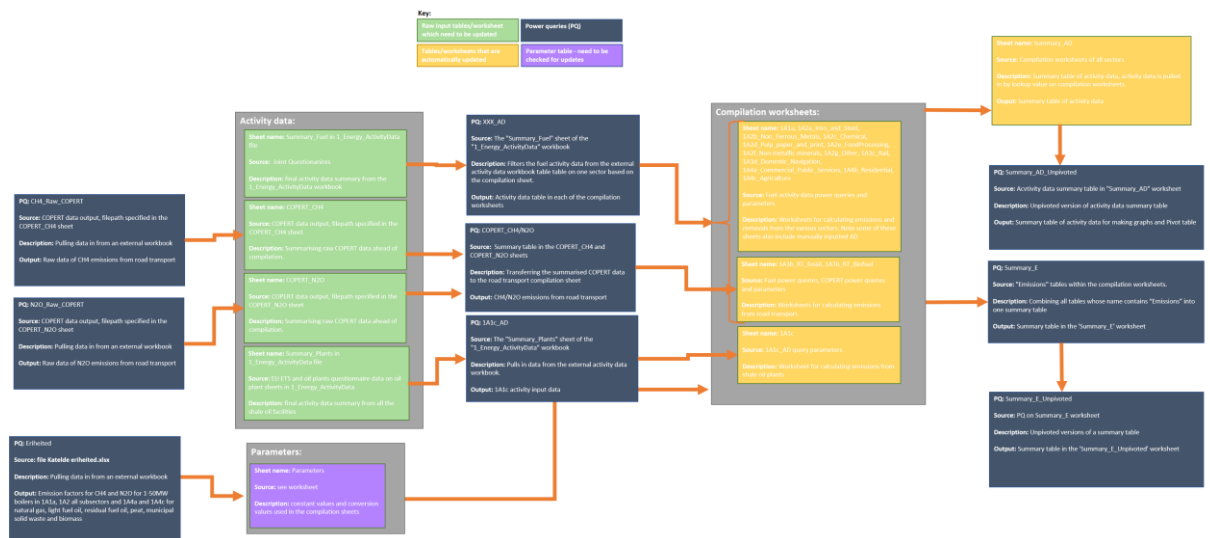 Key:
Raw input tables/worksheet
which need to be updated
Power queries (PQ)
Tables/worksheets that are
automatically updated
Parameter table - need to be
checked for updates
PQ: CH4_Raw_COPERT
Source: COPERT data output, filepath specified in the
COPERT_CH4 sheet
Description: Pulling data in from an external workbook
Output: Raw data of CH4 emissions from road transport
PQ: N2O_Raw_COPERT
Source: COPERT data output, filepath specified in the
COPERT_N2O sheet
Description: Pulling data in from an external workbook
Output: Raw data of N2O emissions from road transport
PQ: Eriheited
Source: file Katelde eriheited.xlsx
Description: Pulling data in from an external workbook
Output: Emission factors for CH4 and N2O for 1-50MW
boilers in 1A1a, 1A2 all subsectors and 1A4a and 1A4c for
natural gas, light fuel oil, residual fuel oil, peat, municipal
solid waste and biomass
Activity data:
Sheet name: Summary_Fuel in 1_Energy_ActivityData
file
Source: Joint Questionaries
Description: final activity data summary from the
1_Energy_ActivityData workbook
Sheet name: COPERT_CH4
Source: COPERT data output, filepath specified in the
COPERT_CH4 sheet
Description: Summarising raw COPERT data ahead of
compilation.
Sheet name: COPERT_N2O
Source: COPERT data output, filepath specified in the
COPERT_N2O sheet
Description: Summarising raw COPERT data ahead of
compilation.
Sheet name: Summary_Plants in
1_Energy_ActivityData file
Source: EU ETS and oil plants questionnaire data on oil
plant sheets in 1_Energy_ActivityData
Description: final activity data summary from all the
shale oil facilities
Parameters:
Sheet name: Parameters
Source: see worksheet
Description: constant values and conversion
values used in the compilation sheets.
PQ: XXX_AD
Source: The "Summary_Fuel" sheet of the
"1_Energy_ActivityData" workbook
Description: Filters the fuel activity data from the external
activity data workbook table table on one sector based on
the compilation sheet.
Output: Activity data table in each of the compilation
worksheets
PQ: COPERT_CH4/N2O
Source: Summary table in the COPERT_CH4 and
COPERT_N2O sheets
Description: Transferring the summarised COPERT data
to the road transport compilation sheet
Output: CH4/N2O emissions from road transport
PQ: 1A1c_AD
Source: The "Summary_Plants" sheet of the
"1_Energy_ActivityData" workbook
Description: Pulls in data from the external activity data
workbook.
Output: 1A1c activity input data
Compilation worksheets:
Sheet name: 1A1a, 1A2a_Iron_and_Steel,
1A2b_Non_Ferrous_Metals, 1A2c_Chemical,
1A2d_Pulp_paper_and_print, 1A2e_FoodProcessing,
1A2f_Non-metallic minerals, 1A2g_Other, 1A3c_Rail,
1A3d_Domestic_Navigation,
1A4a_Commercial_Public_Services, 1A4b_Residential,
1A4c_Agriculture
Source: Fuel activity data power queries and
parameters
Description: Worksheets for calculating emissions and
removals from the various sectors. Note some of these
sheets also include manually inputted AD
Source: Fuel power queries, COPERT power queries
and parameters.
Description: Worksheets for calculating emissions
from road transport.
Sheet name: 1A1c
Source: 1A1c_AD query parameters
Description: Worksheet for calculating emissions from
shale oil plants
Sheet name: Summary_AD
Source: Compilation worksheets of all sectors
Description: Summary table of activity data, activity data is pulled
in by lookup value on compilation worksheets
Ouput: Summary table of activity data
PQ: Summary_AD_Unpivoted
Source: Activity data summary table in "Summary_AD" worksheet
Description: Unpivoted version of activity data summary
table
Output: Summary table of activity data for making graphs and Pivot table
PQ: Summary_E
Source: "Emissions" tables within the compilation worksheets.
Description: Combining all tables whose name contains "Emissions" into
one summary table
Output: Summary table in the 'Summary_E' worksheet
PQ: Summary_E_Unpivoted
Source: PQ on Summary_E worksheet
Description: Unpivoted versions of a summary table
Output: Summary table in the 'Summary_E_Unpivoted' worksheet